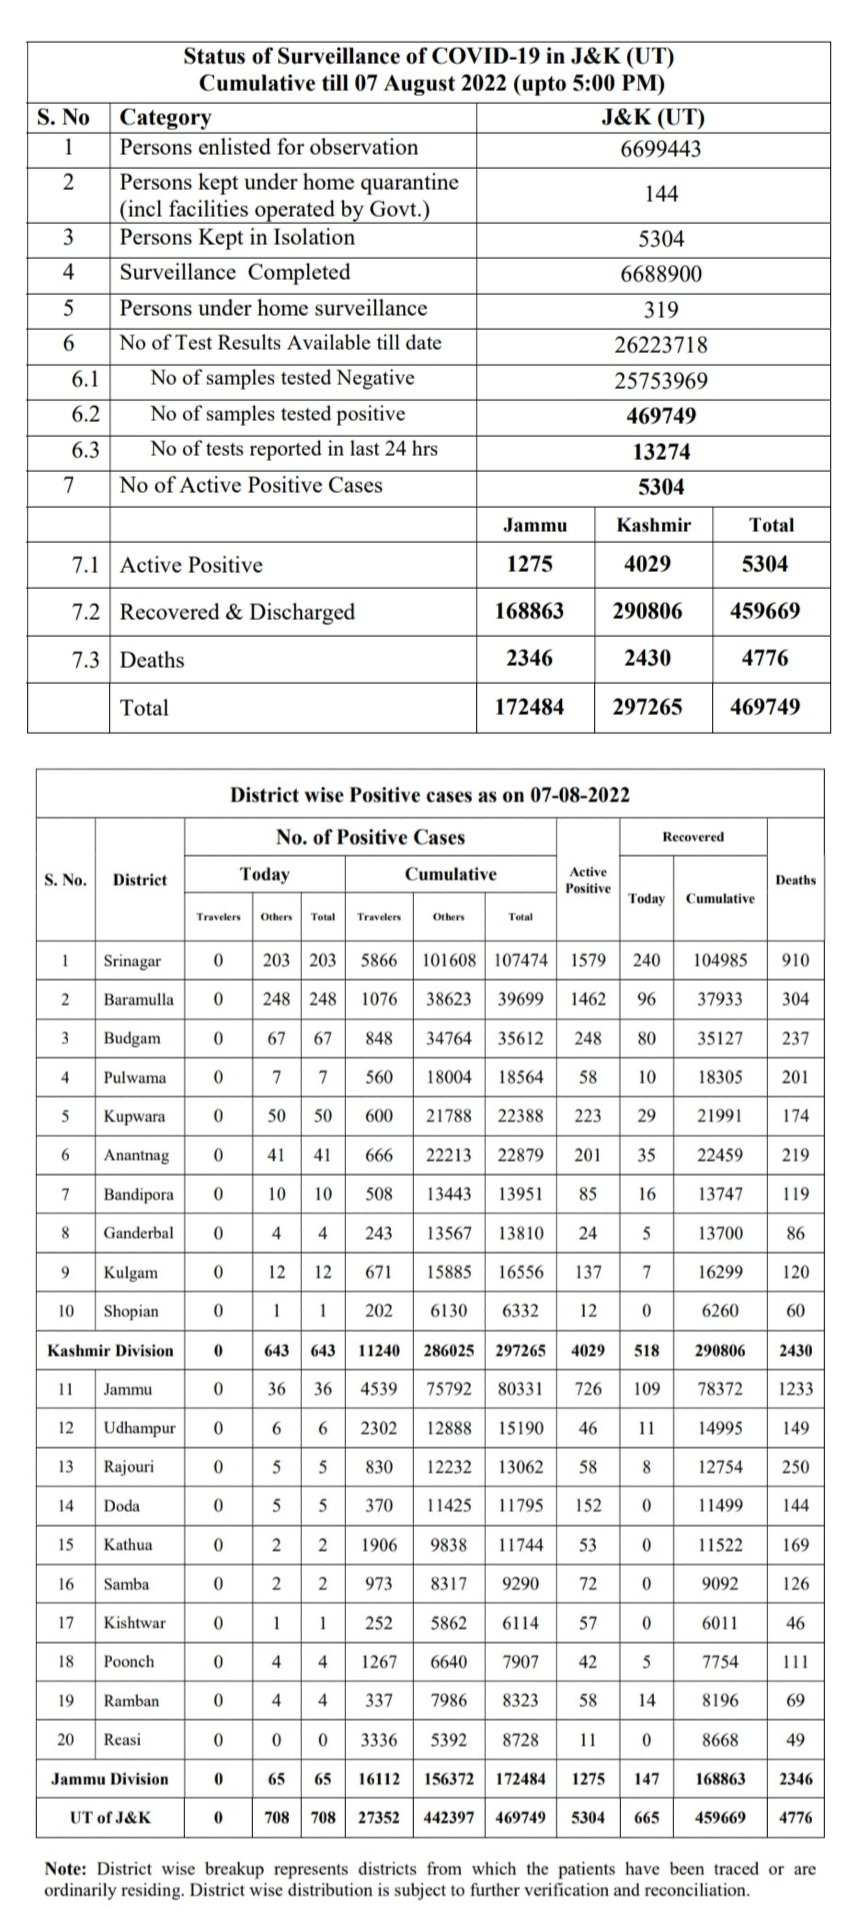 Status of Surveillance of COVID-19 in J&K (UT)
Cumulative till 07 August 2022 (upto 5:00 PM)
S. No Category J&K (UT)
1 Persons enlisted for observation 6699443
2 Persons kept under home quarantine
(incl facilities operated by Govt.) 144
3 Persons Kept in Isolation 5304
4 Surveillance Completed 6688900
5 Persons under home surveillance 319
6 No of Test Results Available till date 26223718
6.1 No of samples tested Negative 25753969
6.2 No of samples tested positive 469749
6.3 No of tests reported in last 24 hrs 13274
7 No of Active Positive Cases 5304
Jammu Kashmir Total
7.1 Active Positive 1275 4029 5304
7.2 Recovered & Discharged 168863 290806 459669
7.3 Deaths 2346 2430 4776
Total 172484 297265 469749
District wise Positive cases as on 07-08-2022
S. No. District No. of Positive Cases Active Positive Recovered Deaths
Today Cumulative Today Cumulative
Travelers Others Total Travelers Others Total
1 Srinagar 0 203 203 5866 101608 107474 1579 240 104985 910
2 Baramulla 0 248 248 1076 38623 39699 1462 96 37933 304
3 Budgam 0 67 67 848 34764 35612 248 80 35127 237
4 Pulwama 0 7 7 560 18004 18564 58 10 18305 201
5 Kupwara 0 50 50 600 21788 22388 223 29 21991 174
6 Anantnag 0 41 41 666 22213 22879 201 35 22459 219
7 Bandipora 0 10 10 508 13443 13951 85 16 13747 119
8 Ganderbal 0 4 4 243 13567 13810 24 5 13700 86
9 Kulgam 0 12 12 671 15885 16556 137 7 16299 120
10 Shopian 0 1 1 202 6130 6332 12 0 6260 60
Kashmir Division 0 643 643 11240 286025 297265 4029 518 290806 2430
11 Jammu 0 36 36 4539 75792 80331 726 109 78372 1233
12 Udhampur 0 6 6 2302 12888 15190 46 11 14995 149
13 Rajouri 0 5 5 830 12232 13062 58 8 12754 250
14 Doda 0 5 5 370 11425 11795 152 0 11499 144
15 Kathua 0 2 2 1906 9838 11744 53 0 11522 169
16 Samba 0 2 2 973 8317 9290 72 0 9092 126
17 Kishtwar 0 1 1 252 5862 6114 57 0 6011 46
18 Poonch 0 4 4 1267 6640 7907 42 5 7754 111
19 Ramban 0 4 4 337 7986 8323 58 14 8196 69
20 Reasi 0 0 0 3336 5392 8728 11 0 8668 49
Jammu Division 0 65 65 16112 156372 172484 1275 147 168863 2346
UT of J&K 0 708 708 27352 442397 469749 5304 665 459669 4776
Note: District wise breakup represents districts from which the patients have been traced or are
ordinarily residing. District wise distribution is subject to further verification and reconciliation.